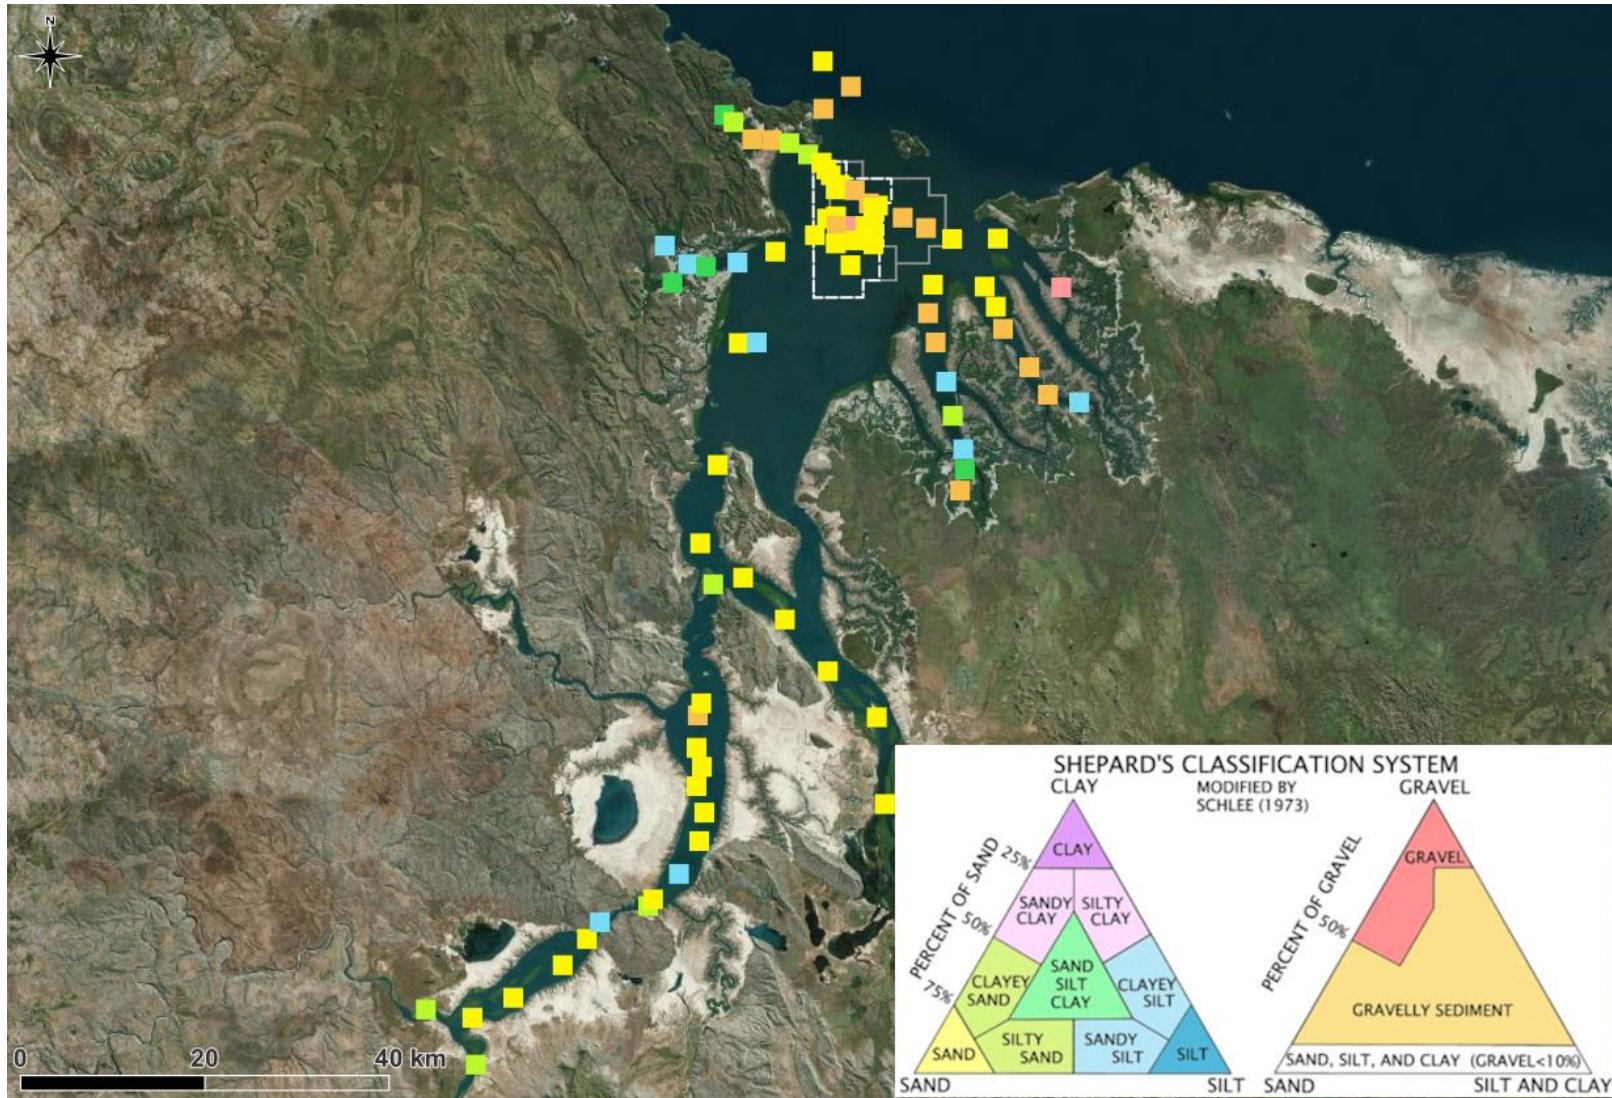 N
SHEPARD'S CLASSIFICATION SYSTEM
MODIFIED BY
SCHLEE (1973)
CLAY
GRAVEL
PERCENT OF SAND
25%
50%
75%
CLAY
SANDY
CLAY
SILTY
CLAY
CLAYEY
SAND
SAND
SILT
CLAY
CLAYEY
SILT
SAND
SILTY
SAND
SANDY
SILT
SILT
SAND
SILT
PERCENT OF GRAVEL
50%
GRAVEL
GRAVELLY SEDIMENT
SAND, SILT, AND CLAY (GRAVEL<10%)
SAND
SILT AND CLAY
0
20
40 km